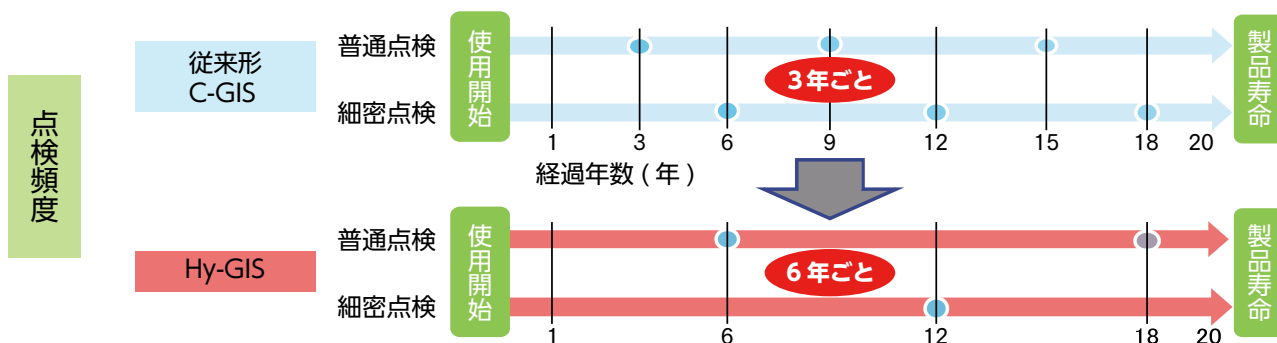 点検頻度
従来形
C-GIS
普通点検
細密点検
使用開始
3年ごと
製品寿命
1 3 6 9 12 15 18 20
経過年数(年)
Hy-GIS
普通点検
細密点検
使用開始
6年ごと
製品寿命
1 6 12 18 20